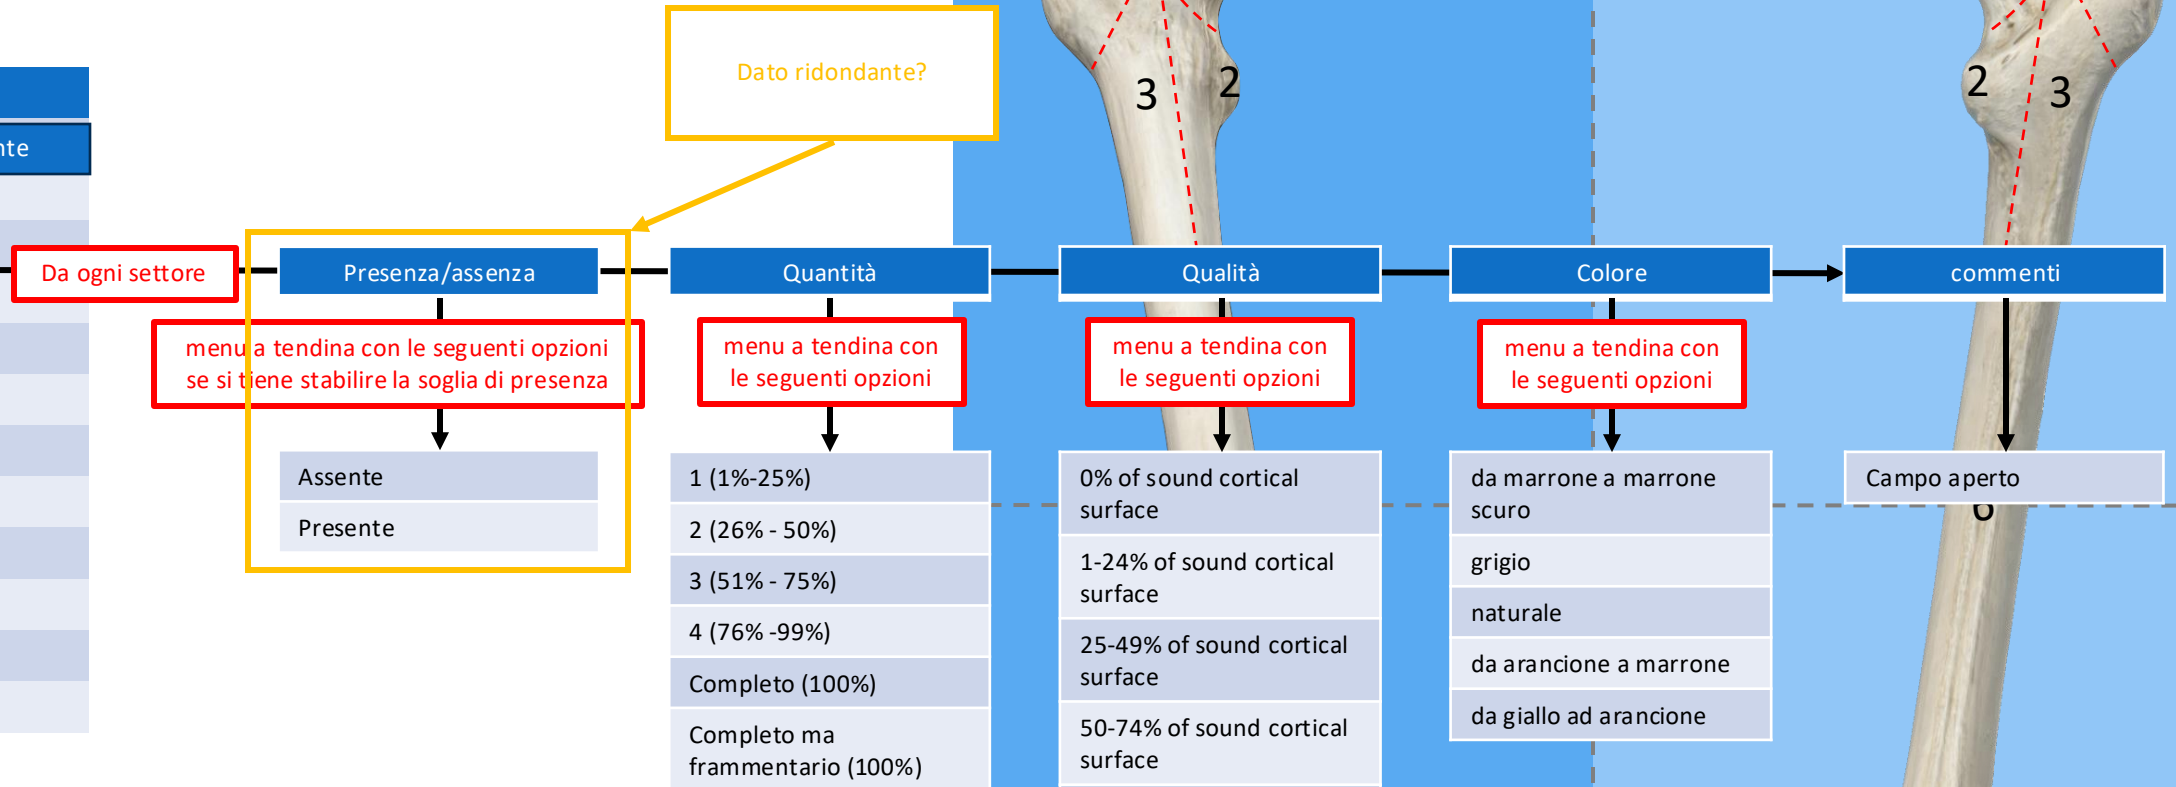 Dato ridondante?
3
2
2
3
nte
Da ogni settore
Presenza/assenza
Quantità
Qualità
Colore
commenti
menu a tendina con le seguenti opzioni
se si tiene stabilire la soglia di presenza
menu a tendina con
le seguenti opzioni
menu a tendina con
le seguenti opzioni
menu a tendina con
le seguenti opzioni
Assente
Presente
1 (1%-25%)
2 (26% - 50%)
3 (51% - 75%)
4 (76% -99%)
Completo (100%)
Completo ma
frammentario (100%)
0% of sound cortical
surface
1-24% of sound cortical
surface
25-49% of sound cortical
surface
50-74% of sound cortical
surface
da marrone a marrone
scuro
grigio
naturale
da arancione a marrone
da giallo ad arancione
Campo aperto
6